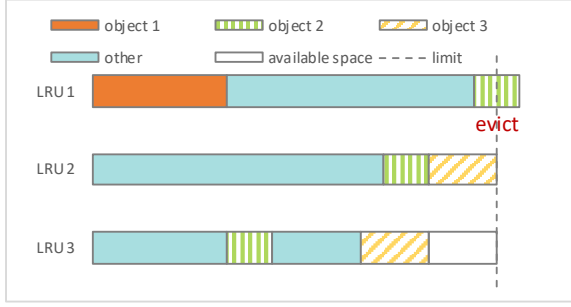 object 1 object 2 object 3
other available space limit
LRU 1
evict
LRU 2
LRU 3